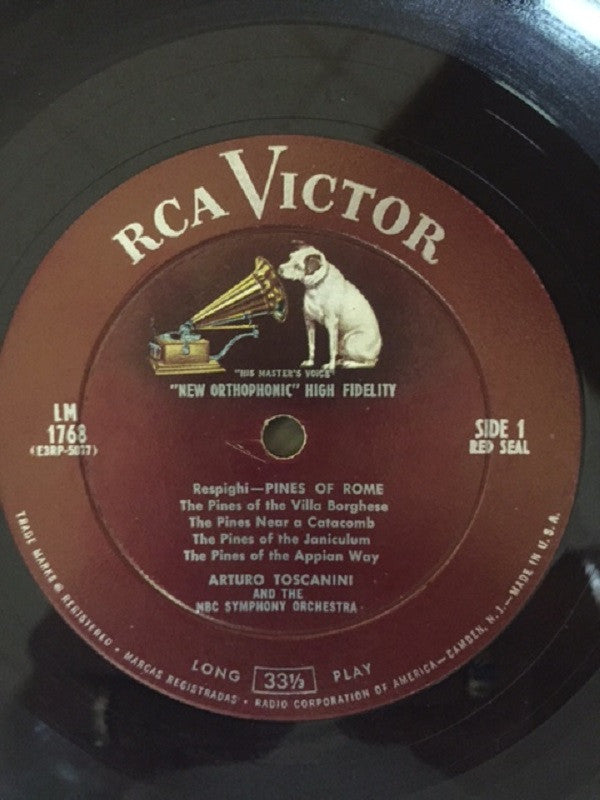 RCA VICTOR
"HIS MASTER'S VOICE"
"NEW ORTHOPHONIC" HIGH FIDELITY
LM
1768
SIDE 1
RED SEAL
Respighi—PINES OF ROME
The Pines of the Villa Borghese
The Pines Near a Catacomb
The Pines of the Janiculum
The Pines of the Appian Way
ARTURO TOSCANINI
AND THE
NBC SYMPHONY ORCHESTRA
LONG 33⅓ PLAY
TRADE MARKS ® REGISTERED • MARCAS REGISTRADAS • RADIO CORPORATION OF AMERICA—CAMDEN, N. J.—MADE IN U. S. A.